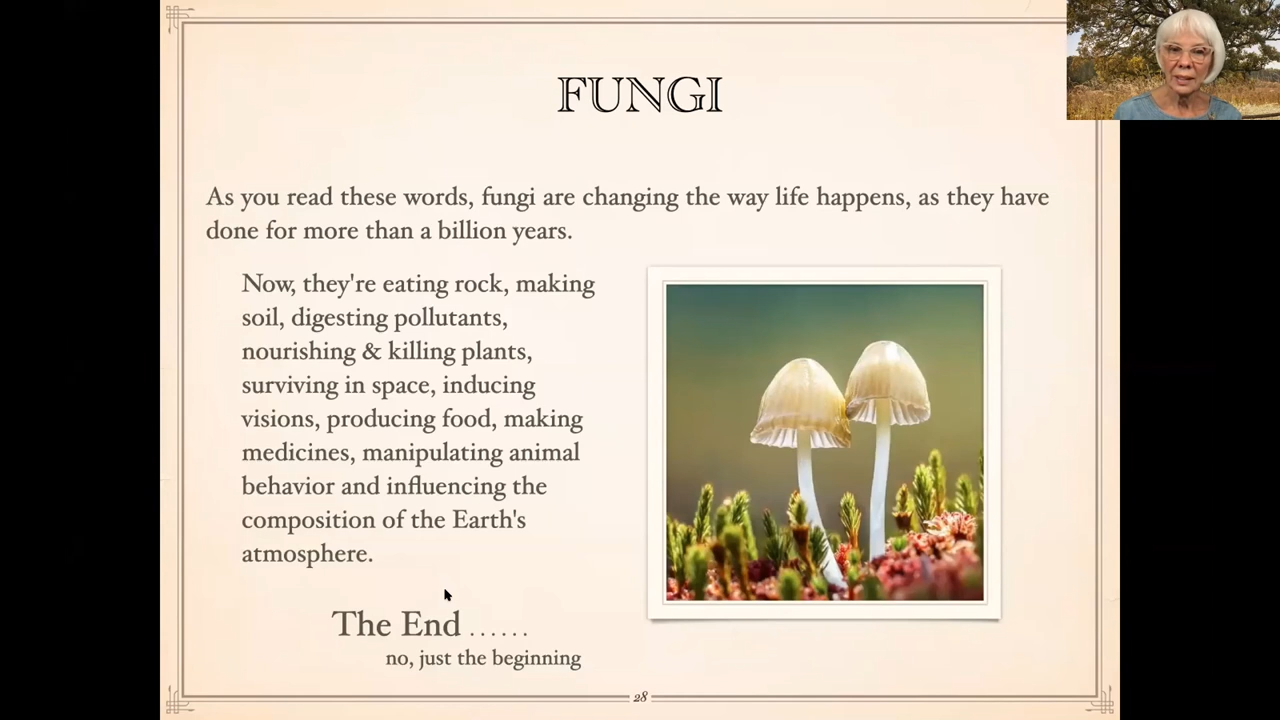 FUNGI
As you read these words, fungi are changing the way life happens, as they have
done for more than a billion years.
Now, they're eating rock, making
soil, digesting pollutants,
nourishing & killing plants,
surviving in space, inducing
visions, producing food, making
medicines, manipulating animal
behavior and influencing the
composition of the Earth's
atmosphere.
The End ......
no, just the beginning
28